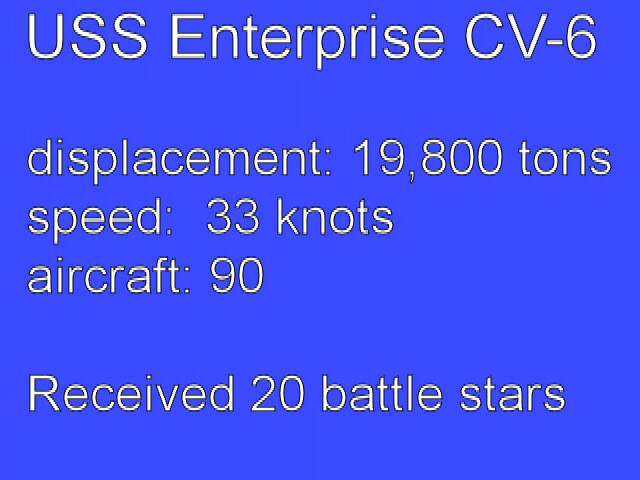 USS Enterprise CV-6
displacement: 19,800 tons
speed:  33 knots
aircraft: 90
Received 20 battle stars